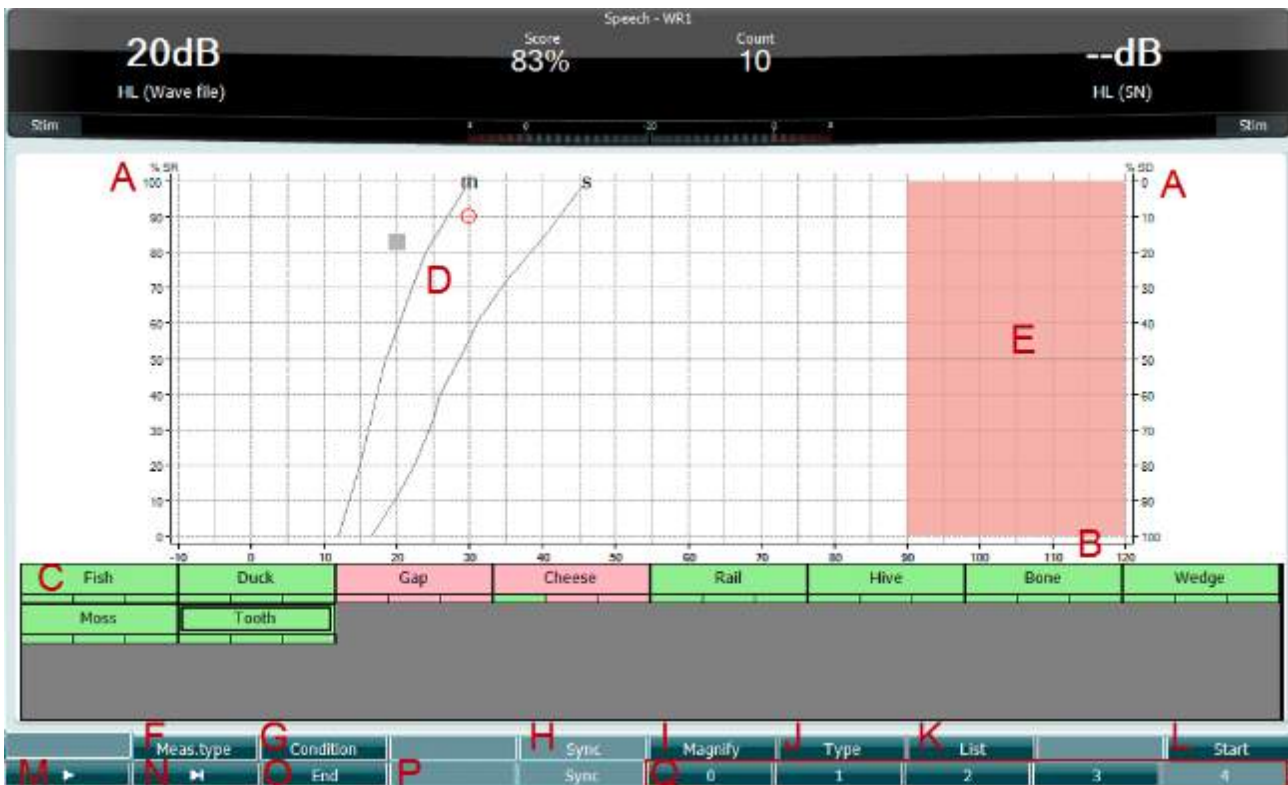 Speech - WR1
20dB Score Count --dB
83% 10
HL (Wave file) HL (SN)
Stim 0 -20 0 Stim
% SR m s % SD
A 100 0 A
90 10
80 20
D
70 30
60 40
E
50 50
40 60
30 70
20 80
10 90
0 100
-10 0 10 20 30 40 50 60 70 80 90 100 110 B 120
C Fish Duck Gap Cheese Rail Hive Bone Wedge
Moss Tooth
F Meas.type G Condition H Sync I Magnify J Type K List L Start
M N O End P Sync Q 0 1 2 3 4